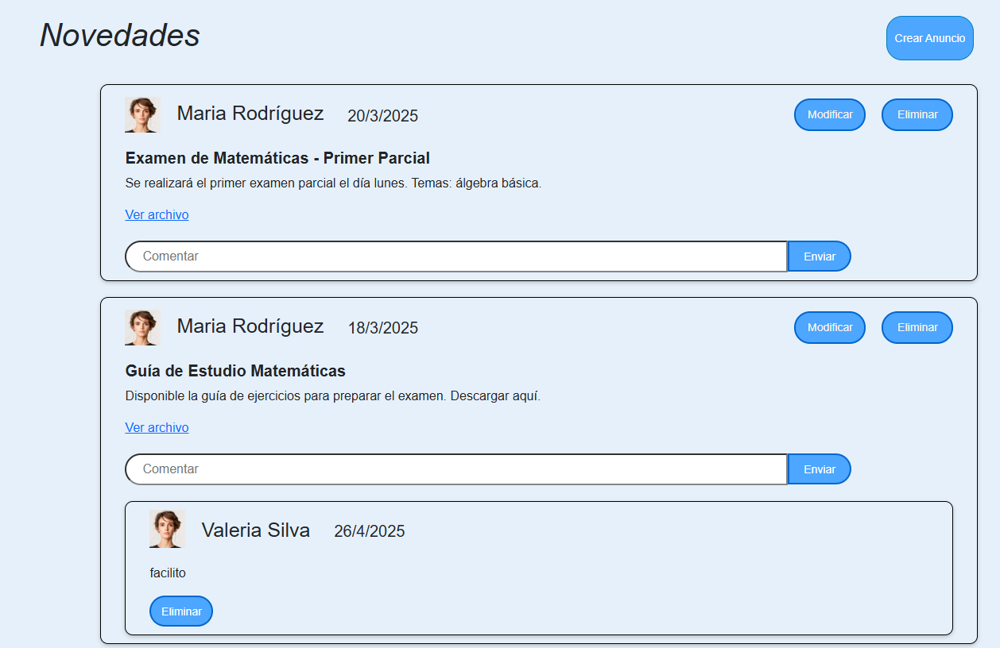 Novedades
Crear Anuncio
Maria Rodríguez 20/3/2025 Modificar Eliminar
Examen de Matemáticas - Primer Parcial
Se realizará el primer examen parcial el día lunes. Temas: álgebra básica.
Ver archivo
Comentar Enviar
Maria Rodríguez 18/3/2025 Modificar Eliminar
Guía de Estudio Matemáticas
Disponible la guía de ejercicios para preparar el examen. Descargar aquí.
Ver archivo
Comentar Enviar
Valeria Silva 26/4/2025
facilito
Eliminar